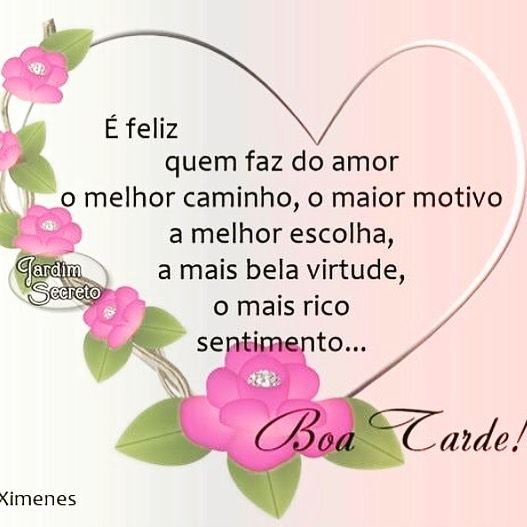 É feliz
quem faz do amor
o melhor caminho, o maior motivo
a melhor escolha,
a mais bela virtude,
o mais rico
sentimento...
Jardim
Secreto
Boa Tarde!
Ximenes